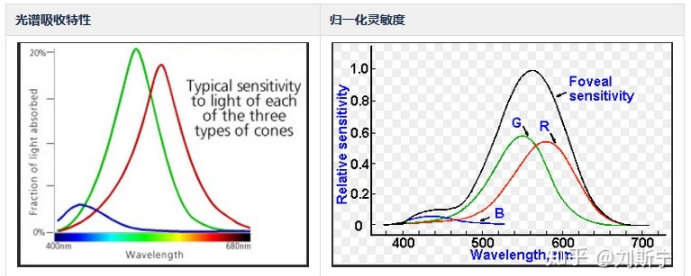 光谱吸收特性
归一化灵敏度
20%
Typical sensitivity
to light of each
of the three
types of cones
Fraction of light absorbed
0%
400nm
680nm
Wavelength
Relative sensitivity
1.0
0.8
0.6
0.4
0.2
0
Foveal
sensitivity
G
R
B
400
500
600
700
Wavelength, nm
知乎 @刘斯宁